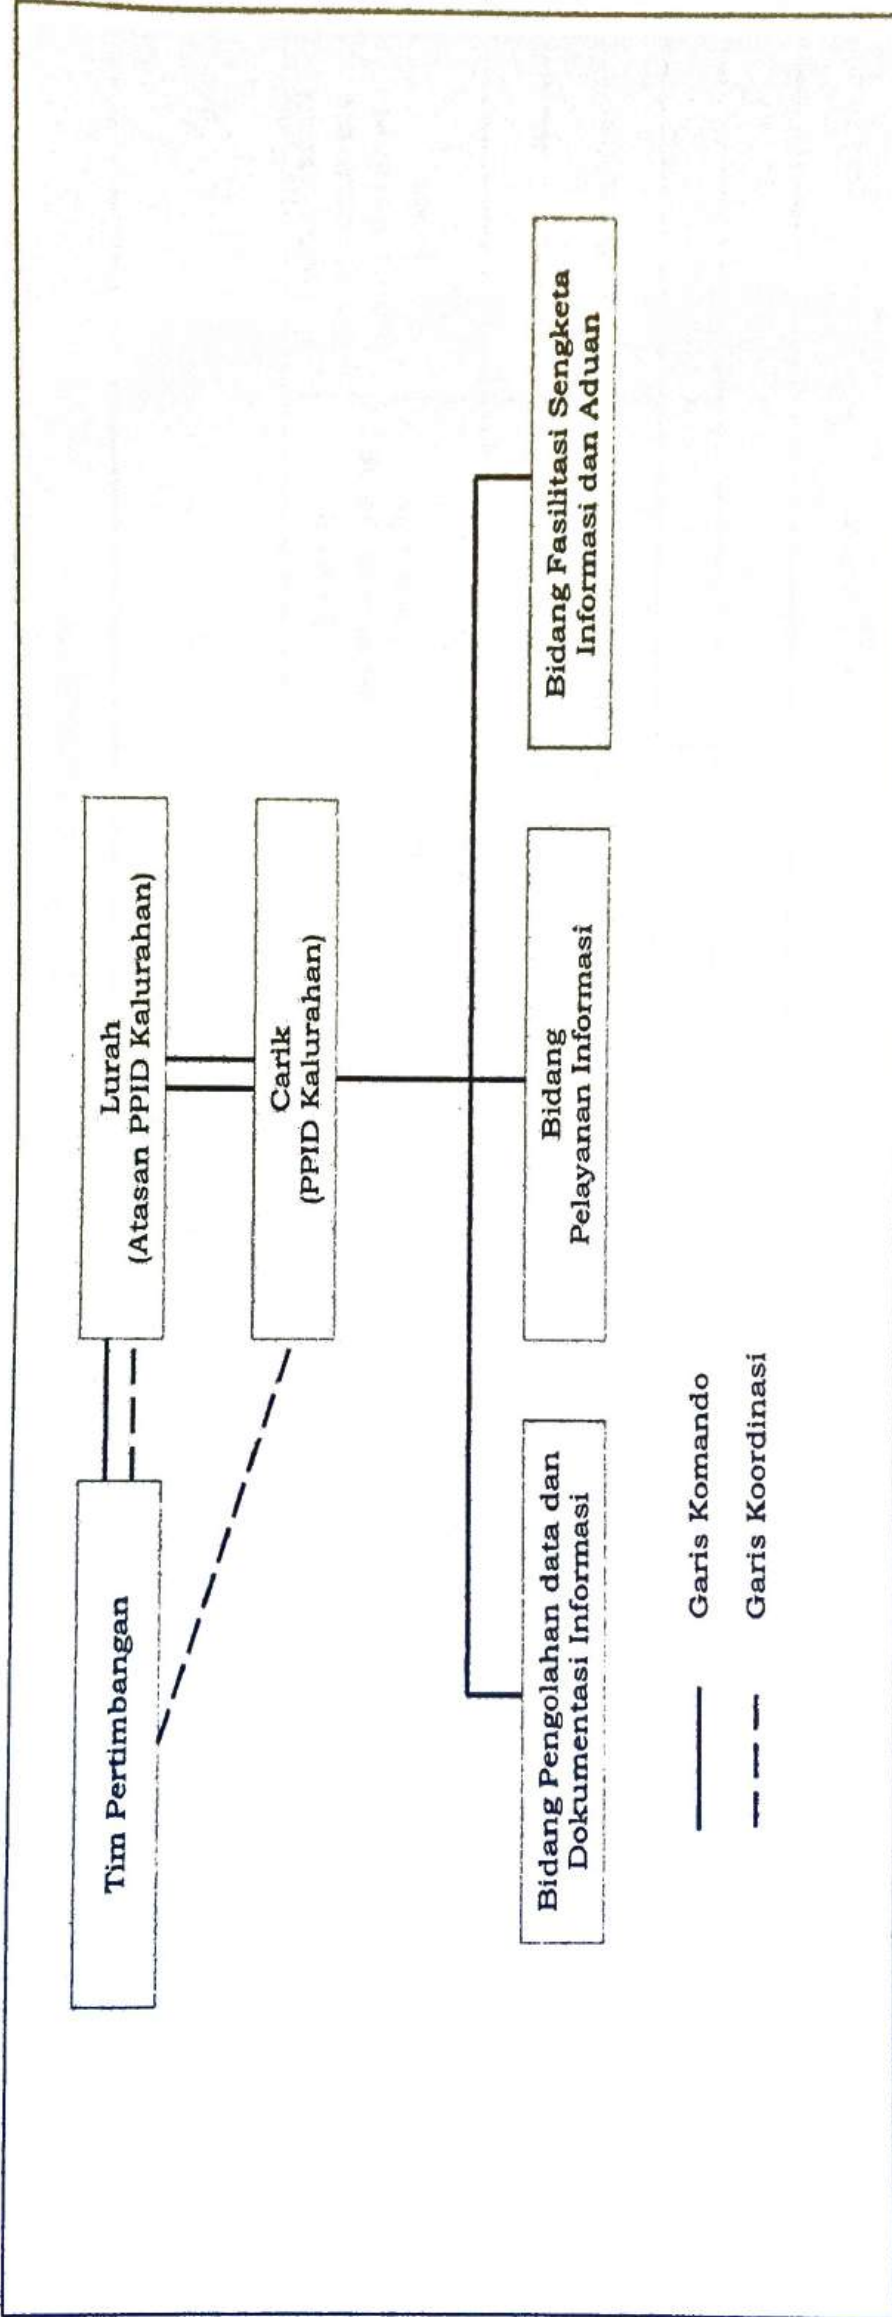 Tim Pertimbangan
Lurah
(Atasan PPID Kalurahan)
Carik
(PPID Kalurahan)
Bidang Pengolahan data dan
Dokumentasi Informasi
Bidang
Pelayanan Informasi
Bidang Fasilitasi Sengketa
Informasi dan Aduan
Garis Komando
Garis Koordinasi